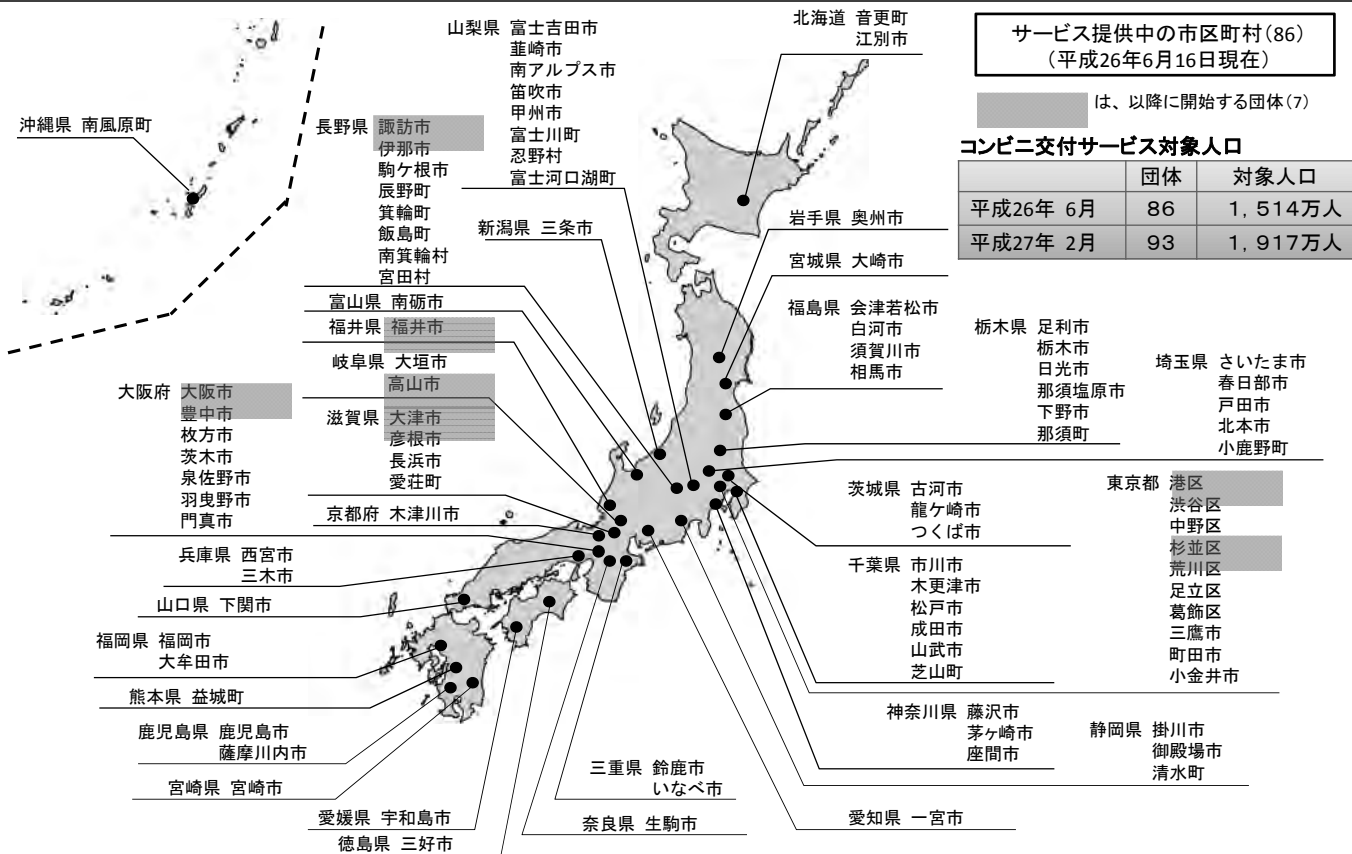 北海道 音更町
江別市
サービス提供中の市区町村(86)
(平成26年6月16日現在)
は、以降に開始する団体(7)
コンビニ交付サービス対象人口
団体 対象人口
平成26年 6月 86 1,514万人
平成27年 2月 93 1,917万人
沖縄県 南風原町
山梨県 富士吉田市
韮崎市
南アルプス市
笛吹市
甲州市
富士川町
忍野村
富士河口湖町
長野県 諏訪市
伊那市
駒ケ根市
辰野町
箕輪町
飯島町
南箕輪村
宮田村
新潟県 三条市
富山県 南砺市
福井県 福井市
岐阜県 大垣市
高山市
滋賀県 大津市
彦根市
長浜市
愛荘町
大阪府 大阪市
豊中市
枚方市
茨木市
泉佐野市
羽曳野市
門真市
京都府 木津川市
兵庫県 西宮市
三木市
山口県 下関市
福岡県 福岡市
大牟田市
熊本県 益城町
鹿児島県 鹿児島市
薩摩川内市
宮崎県 宮崎市
愛媛県 宇和島市
徳島県 三好市
岩手県 奥州市
宮城県 大崎市
福島県 会津若松市
白河市
須賀川市
相馬市
栃木県 足利市
栃木市
日光市
那須塩原市
下野市
那須町
埼玉県 さいたま市
春日部市
戸田市
北本市
小鹿野町
茨城県 古河市
龍ケ崎市
つくば市
千葉県 市川市
木更津市
松戸市
成田市
山武市
芝山町
東京都 港区
渋谷区
中野区
杉並区
荒川区
足立区
葛飾区
三鷹市
町田市
小金井市
神奈川県 藤沢市
茅ヶ崎市
座間市
静岡県 掛川市
御殿場市
清水町
三重県 鈴鹿市
いなべ市
奈良県 生駒市
愛知県 一宮市